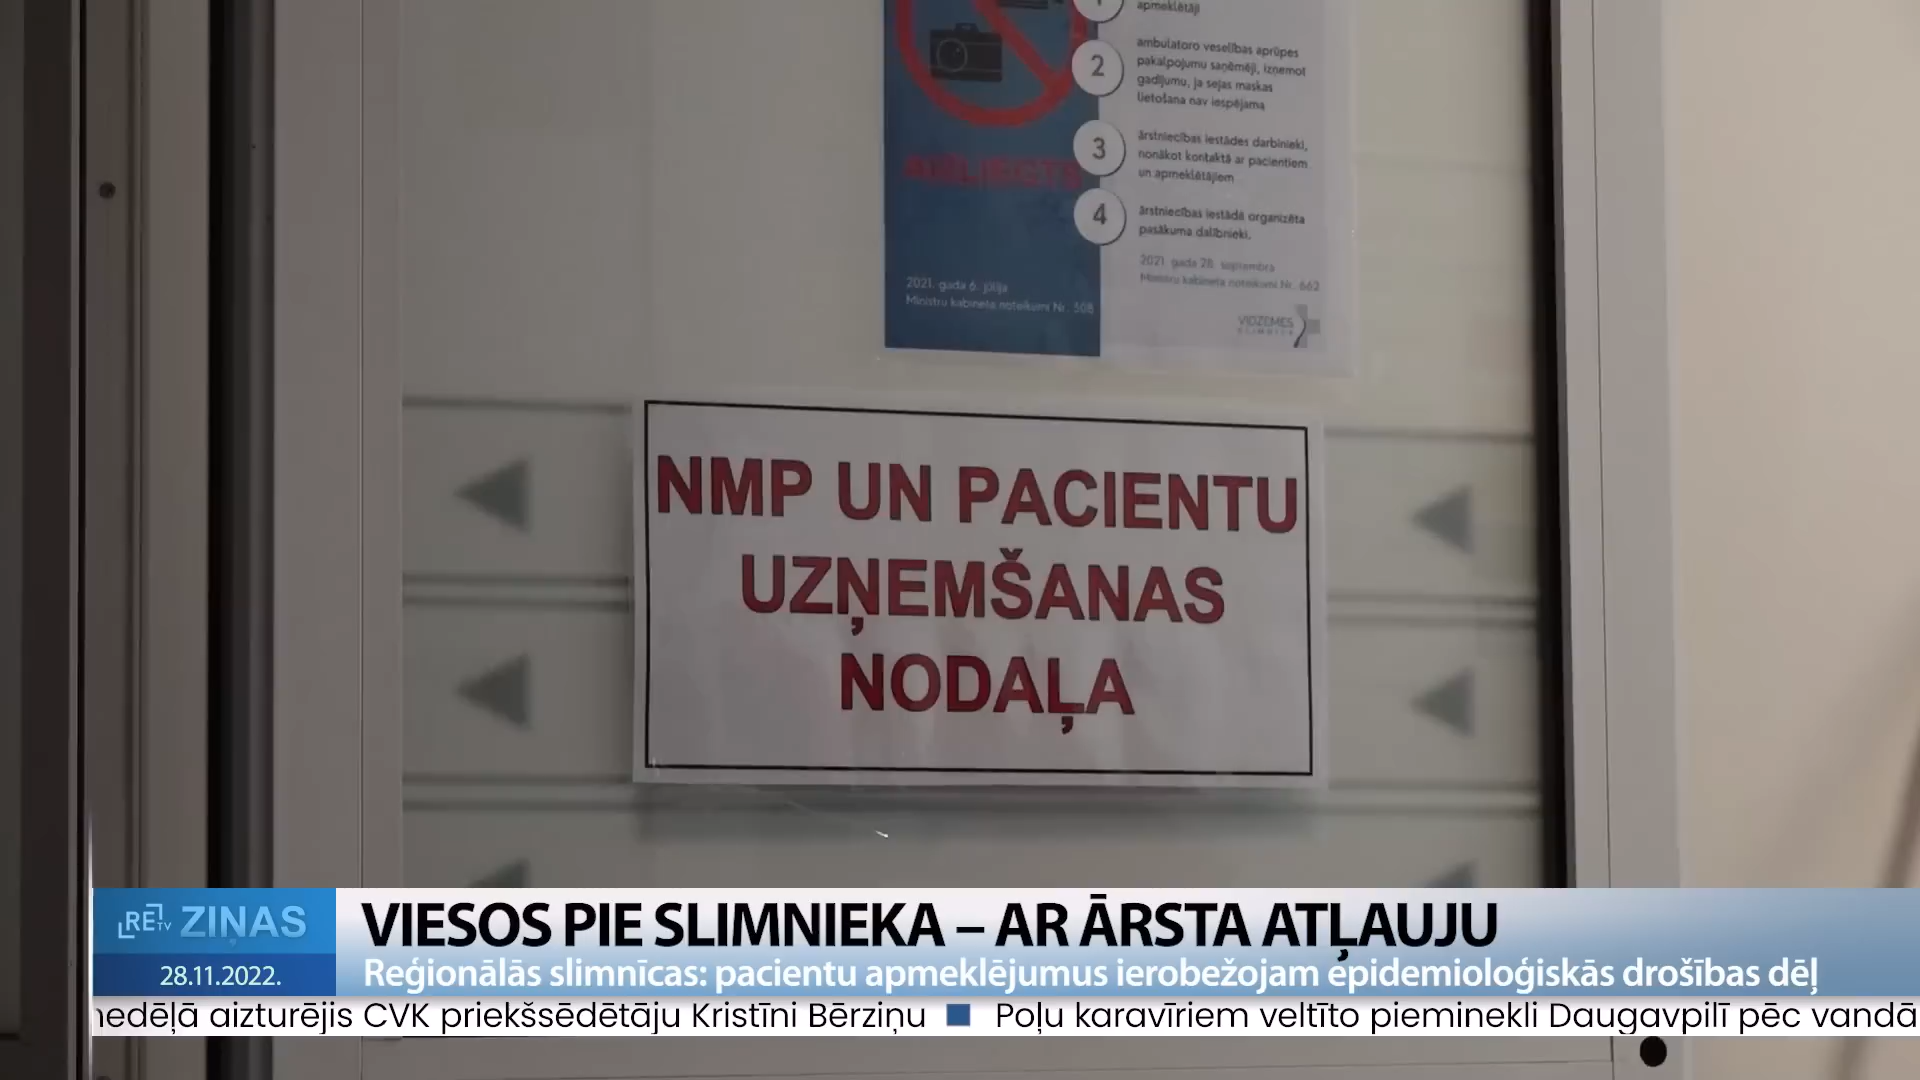 AIZLIEGTS
2021. gada 6. jūlija
Ministru kabineta noteikumi Nr. 508
1
apmeklētāji
2
ambulatoro veselības aprūpes
pakalpojumu saņēmēji, izņemot
gadījumu, ja sejas maskas
lietošana nav iespējama
3
ārstniecības iestādes darbinieki,
nonākot kontaktā ar pacientiem
un apmeklētājiem
4
ārstniecības iestādē organizēta
pasākuma dalībnieki.
2021. gada 28. septembra
Ministru kabineta noteikumi Nr. 662
VIDZEMES
SLIMNĪCA
NMP UN PACIENTU
UZŅEMŠANAS
NODAĻA
RE TV ZIŅAS
28.11.2022.
VIESOS PIE SLIMNIEKA – AR ĀRSTA ATĻAUJU
Reģionālās slimnīcas: pacientu apmeklējumus ierobežojam epidemioloģiskās drošības dēļ
nedēļā aizturējis CVK priekšsēdētāju Kristīni Bērziņu ■ Poļu karavīriem veltīto pieminekli Daugavpilī pēc vandā